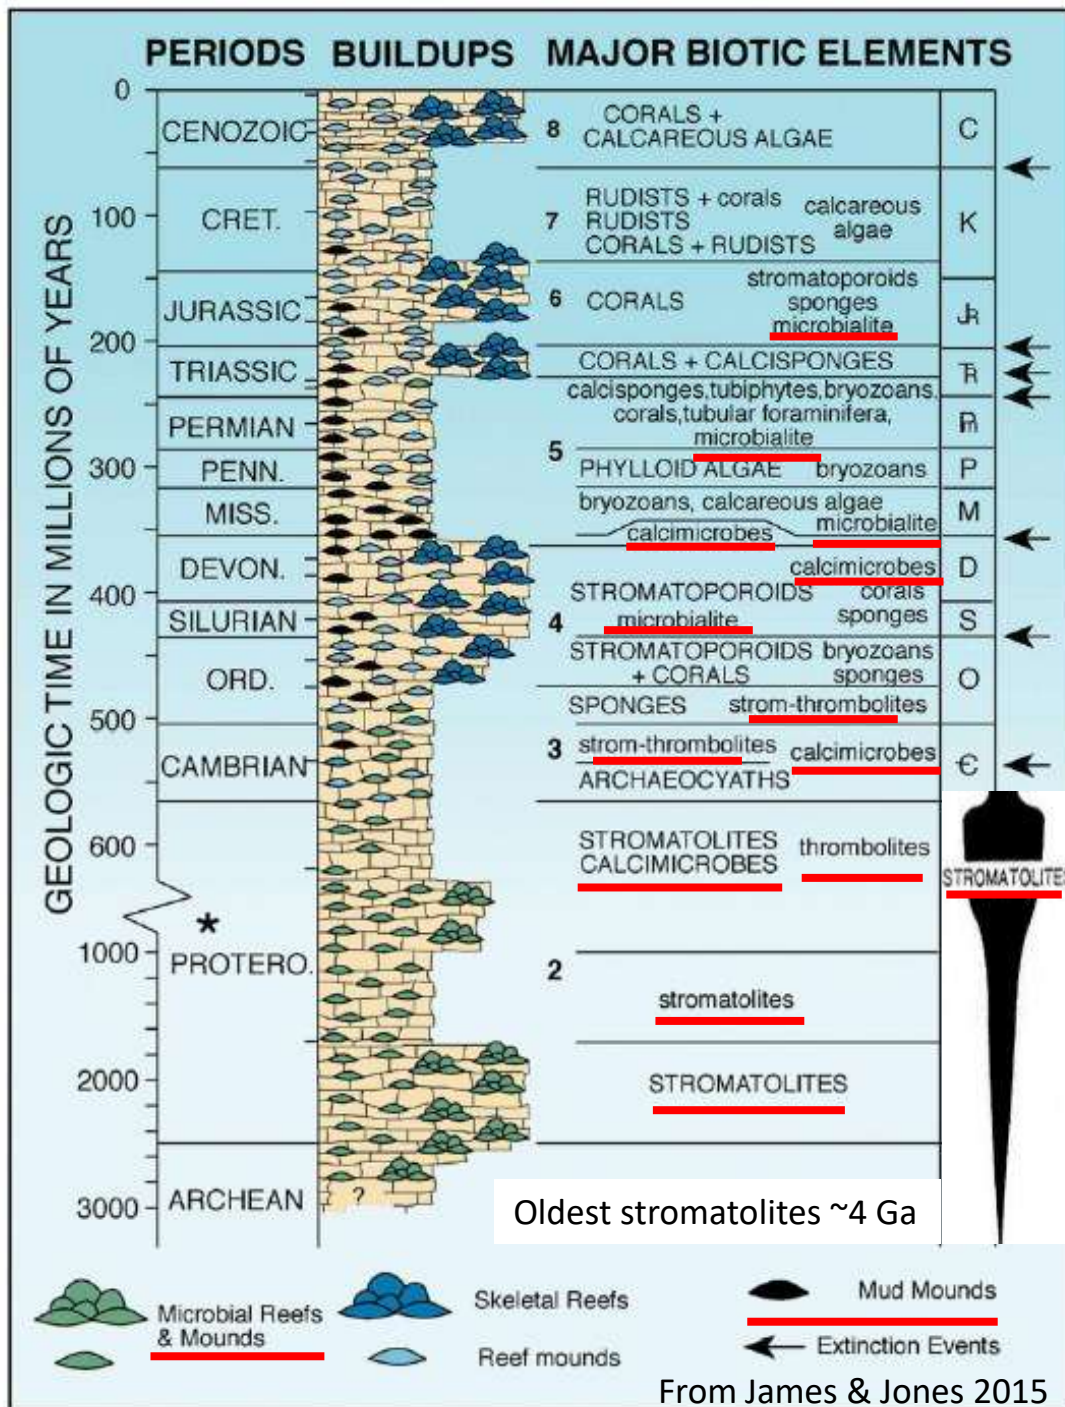 PERIODS BUILDUPS MAJOR BIOTIC ELEMENTS
GEOLOGIC TIME IN MILLIONS OF YEARS
0
100
200
300
400
500
600
1000
2000
3000
CENOZOIC
CRET.
JURASSIC
TRIASSIC
PERMIAN
PENN.
MISS.
DEVON.
SILURIAN
ORD.
CAMBRIAN
*
PROTERO.
ARCHEAN
?
8 CORALS +
CALCAREOUS ALGAE
C
7 RUDISTS + corals
RUDISTS
CORALS + RUDISTS
calcareous
algae
K
6 CORALS
stromatoporoids
sponges
microbialite
JR
CORALS + CALCISPONGES
TR
5
calcisponges,tubiphytes,bryozoans,
corals,tubular foraminifera,
microbialite
Pm
PHYLLOID ALGAE bryozoans
P
bryozoans, calcareous algae
calcimicrobes
microbialite
M
calcimicrobes
D
4 STROMATOPOROIDS
microbialite
corals
sponges
S
STROMATOPOROIDS
+ CORALS
bryozoans
sponges
O
SPONGES strom-thrombolites
3 strom-thrombolites
calcimicrobes
ARCHAEOCYATHS
Є
STROMATOLITES
CALCIMICROBES
thrombolites
STROMATOLITES
2
stromatolites
STROMATOLITES
Oldest stromatolites ~4 Ga
Microbial Reefs
& Mounds
Skeletal Reefs
Reef mounds
Mud Mounds
Extinction Events
From James & Jones 2015